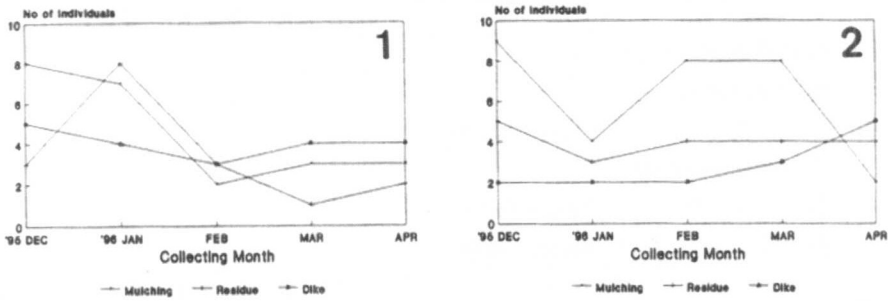 No of Individuals
1
10
8
6
4
2
0
'95 DEC '96 JAN FEB MAR APR
Collecting Month
Mulching Residue Dike
No of Individuals
2
10
8
6
4
2
0
'95 DEC '96 JAN FEB MAR APR
Collecting Month
Mulching Residue Dike